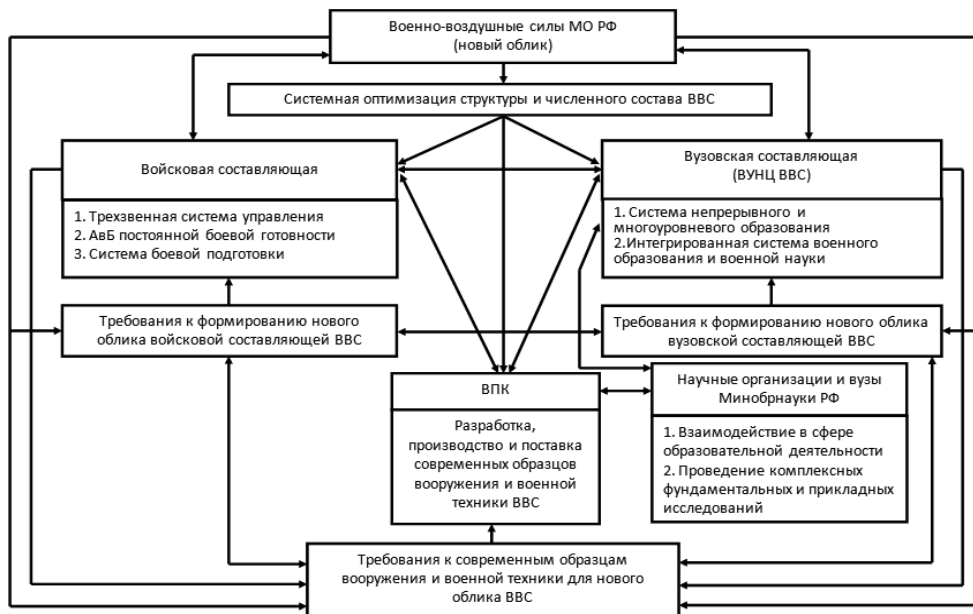 Военно-воздушные силы МО РФ
(новый облик)
Системная оптимизация структуры и численного состава ВВС
Войсковая составляющая
1. Трехзвенная система управления
2. АвБ постоянной боевой готовности
3. Система боевой подготовки
Вузовская составляющая
(ВУНЦ ВВС)
1. Система непрерывного и
многоуровневого образования
2.Интегрированная система военного
образования и военной науки
Требования к формированию нового
облика войсковой составляющей ВВС
Требования к формированию нового облика
вузовской составляющей ВВС
ВПК
Разработка,
производство и поставка
современных образцов
вооружения и военной
техники ВВС
Научные организации и вузы
Минобрнауки РФ
1. Взаимодействие в сфере
образовательной деятельности
2. Проведение комплексных
фундаментальных и прикладных
исследований
Требования к современным образцам
вооружения и военной техники для нового
облика ВВС